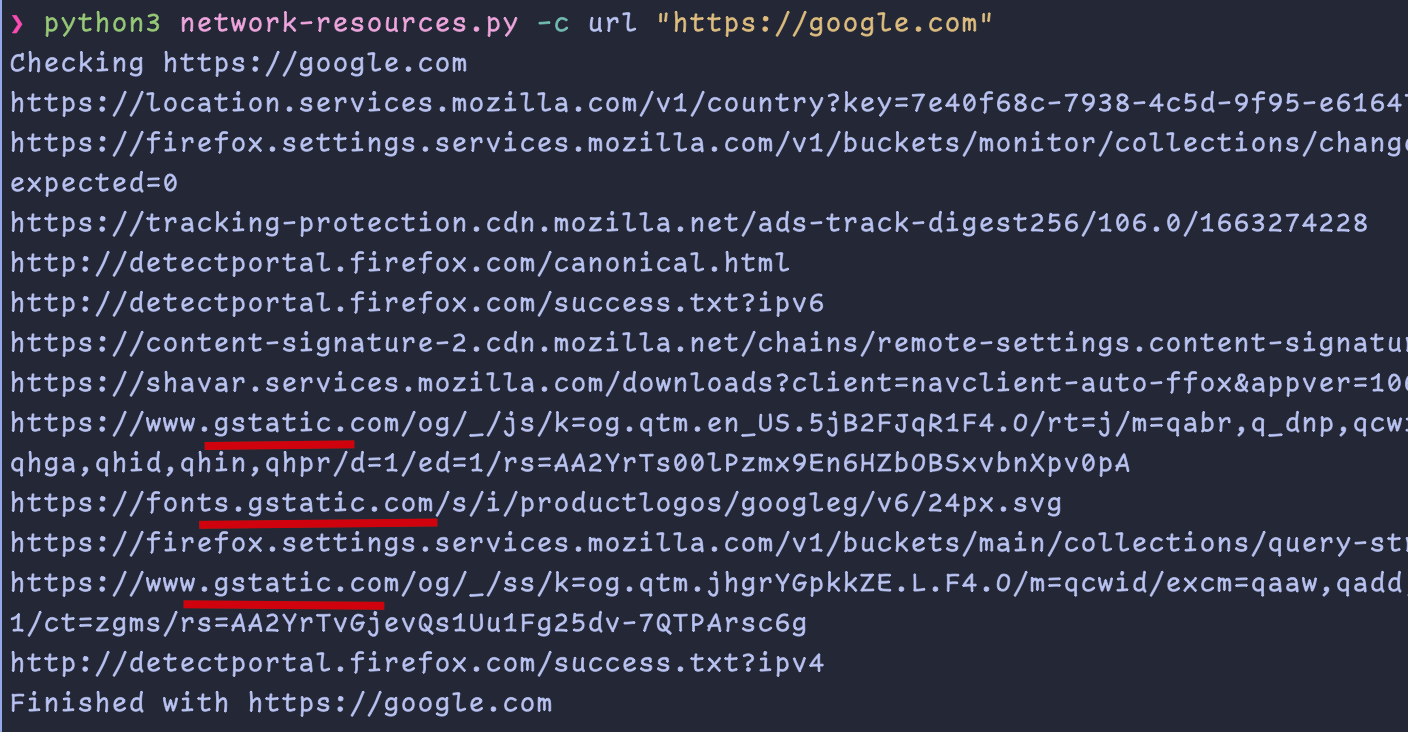 ❯ python3 network-resources.py -c url "https://google.com"
Checking https://google.com
https://location.services.mozilla.com/v1/country?key=7e40f68c-7938-4c5d-9f95-e6164
https://firefox.settings.services.mozilla.com/v1/buckets/monitor/collections/chang
expected=0
https://tracking-protection.cdn.mozilla.net/ads-track-digest256/106.0/1663274228
http://detectportal.firefox.com/canonical.html
http://detectportal.firefox.com/success.txt?ipv6
https://content-signature-2.cdn.mozilla.net/chains/remote-settings.content-signatu
https://shavar.services.mozilla.com/downloads?client=navclient-auto-ffox&appver=10
https://www.gstatic.com/og/_/js/k=og.qtm.en_US.5jB2FJqR1F4.O/rt=j/m=qabr,q_dnp,qcw
qhga,qhid,qhin,qhpr/d=1/ed=1/rs=AA2YrTs00lPzmx9En6HZbOBSxvbnXpv0pA
https://fonts.gstatic.com/s/i/productlogos/googleg/v6/24px.svg
https://firefox.settings.services.mozilla.com/v1/buckets/main/collections/query-st
https://www.gstatic.com/og/_/ss/k=og.qtm.jhgrYGpkkZE.L.F4.O/m=qcwid/excm=qaaw,qadd,
1/ct=zgms/rs=AA2YrTvGjevQs1Uu1Fg25dv-7QTPArsc6g
http://detectportal.firefox.com/success.txt?ipv4
Finished with https://google.com